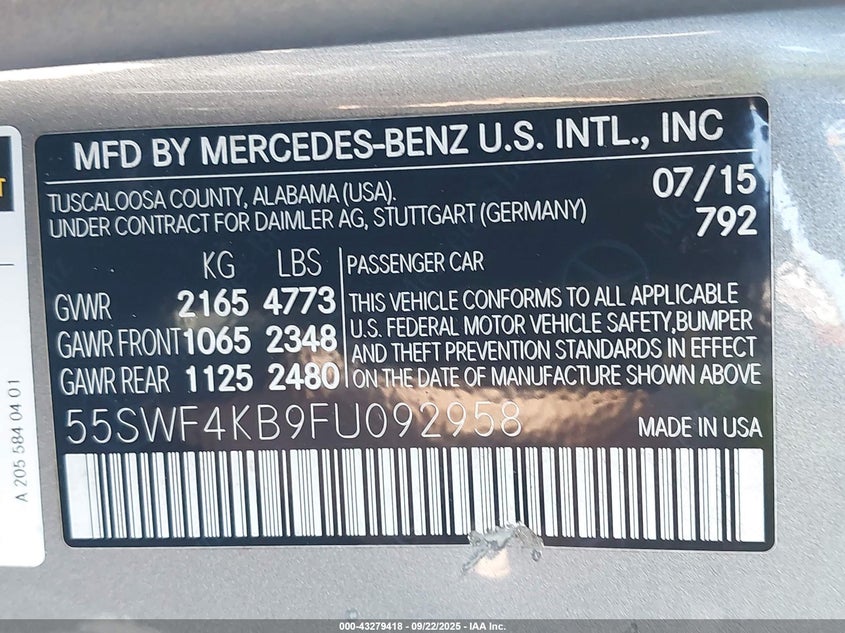 MFD BY MERCEDES-BENZ U.S. INTL., INC
TUSCALOOSA COUNTY, ALABAMA (USA). 07/15
UNDER CONTRACT FOR DAIMLER AG, STUTTGART (GERMANY) 792
KG LBS PASSENGER CAR
GVWR 2165 4773 THIS VEHICLE CONFORMS TO ALL APPLICABLE
U.S. FEDERAL MOTOR VEHICLE SAFETY,BUMPER
GAWR FRONT 1065 2348 AND THEFT PREVENTION STANDARDS IN EFFECT
GAWR REAR 1125 2480 ON THE DATE OF MANUFACTURE SHOWN ABOVE
55SWF4KB9FU092958 MADE IN USA
A 205 584 04 01
000-43279418 - 09/22/2025 - IAA Inc.